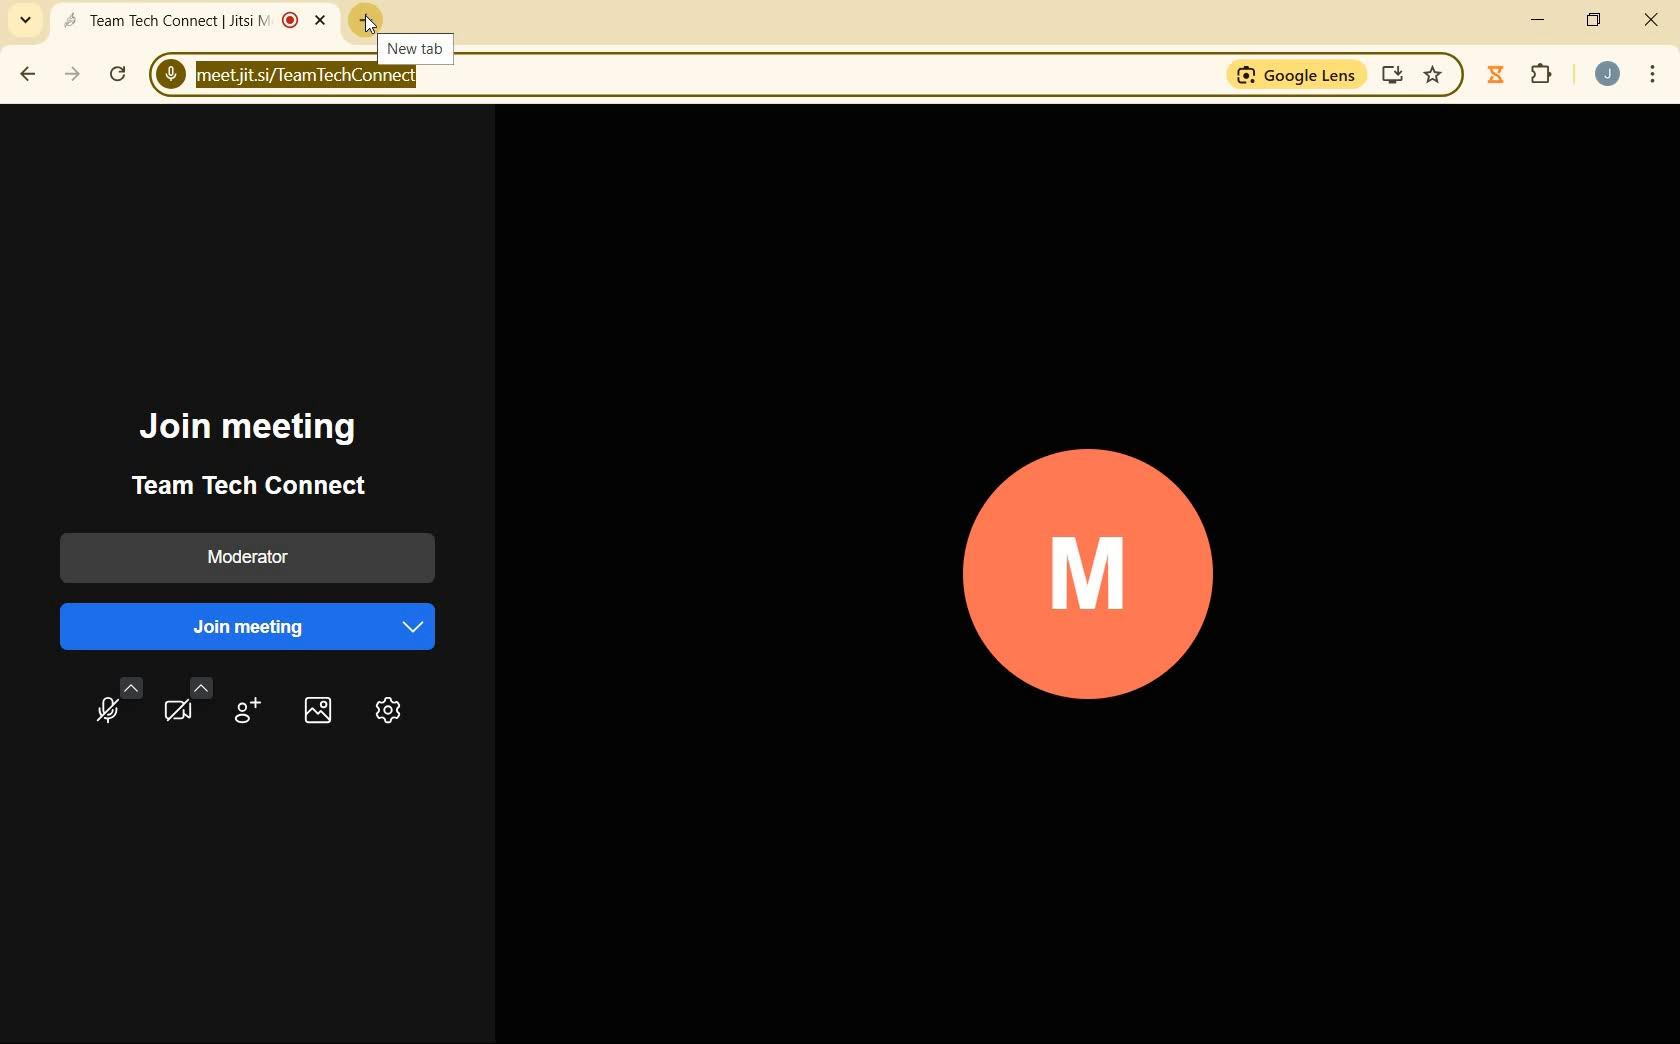 Team Tech Connect | Jitsi M
New tab
meet.jit.si/TeamTechConnect
Google Lens
J
Join meeting
Team Tech Connect
Moderator
Join meeting
M